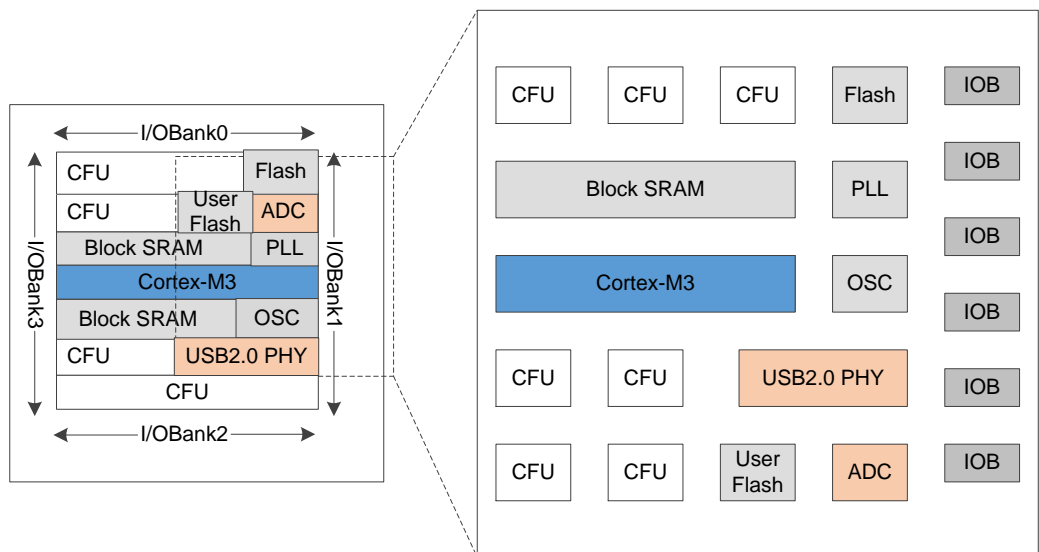 I/OBank0
CFU
Flash
CFU
User
Flash
ADC
Block SRAM
PLL
Cortex-M3
Block SRAM
OSC
CFU
USB2.0 PHY
CFU
I/OBank2
I/OBank3
I/OBank1
CFU
CFU
CFU
Flash
IOB
Block SRAM
PLL
IOB
Cortex-M3
OSC
IOB
CFU
CFU
USB2.0 PHY
IOB
CFU
CFU
User
Flash
ADC
IOB
IOB